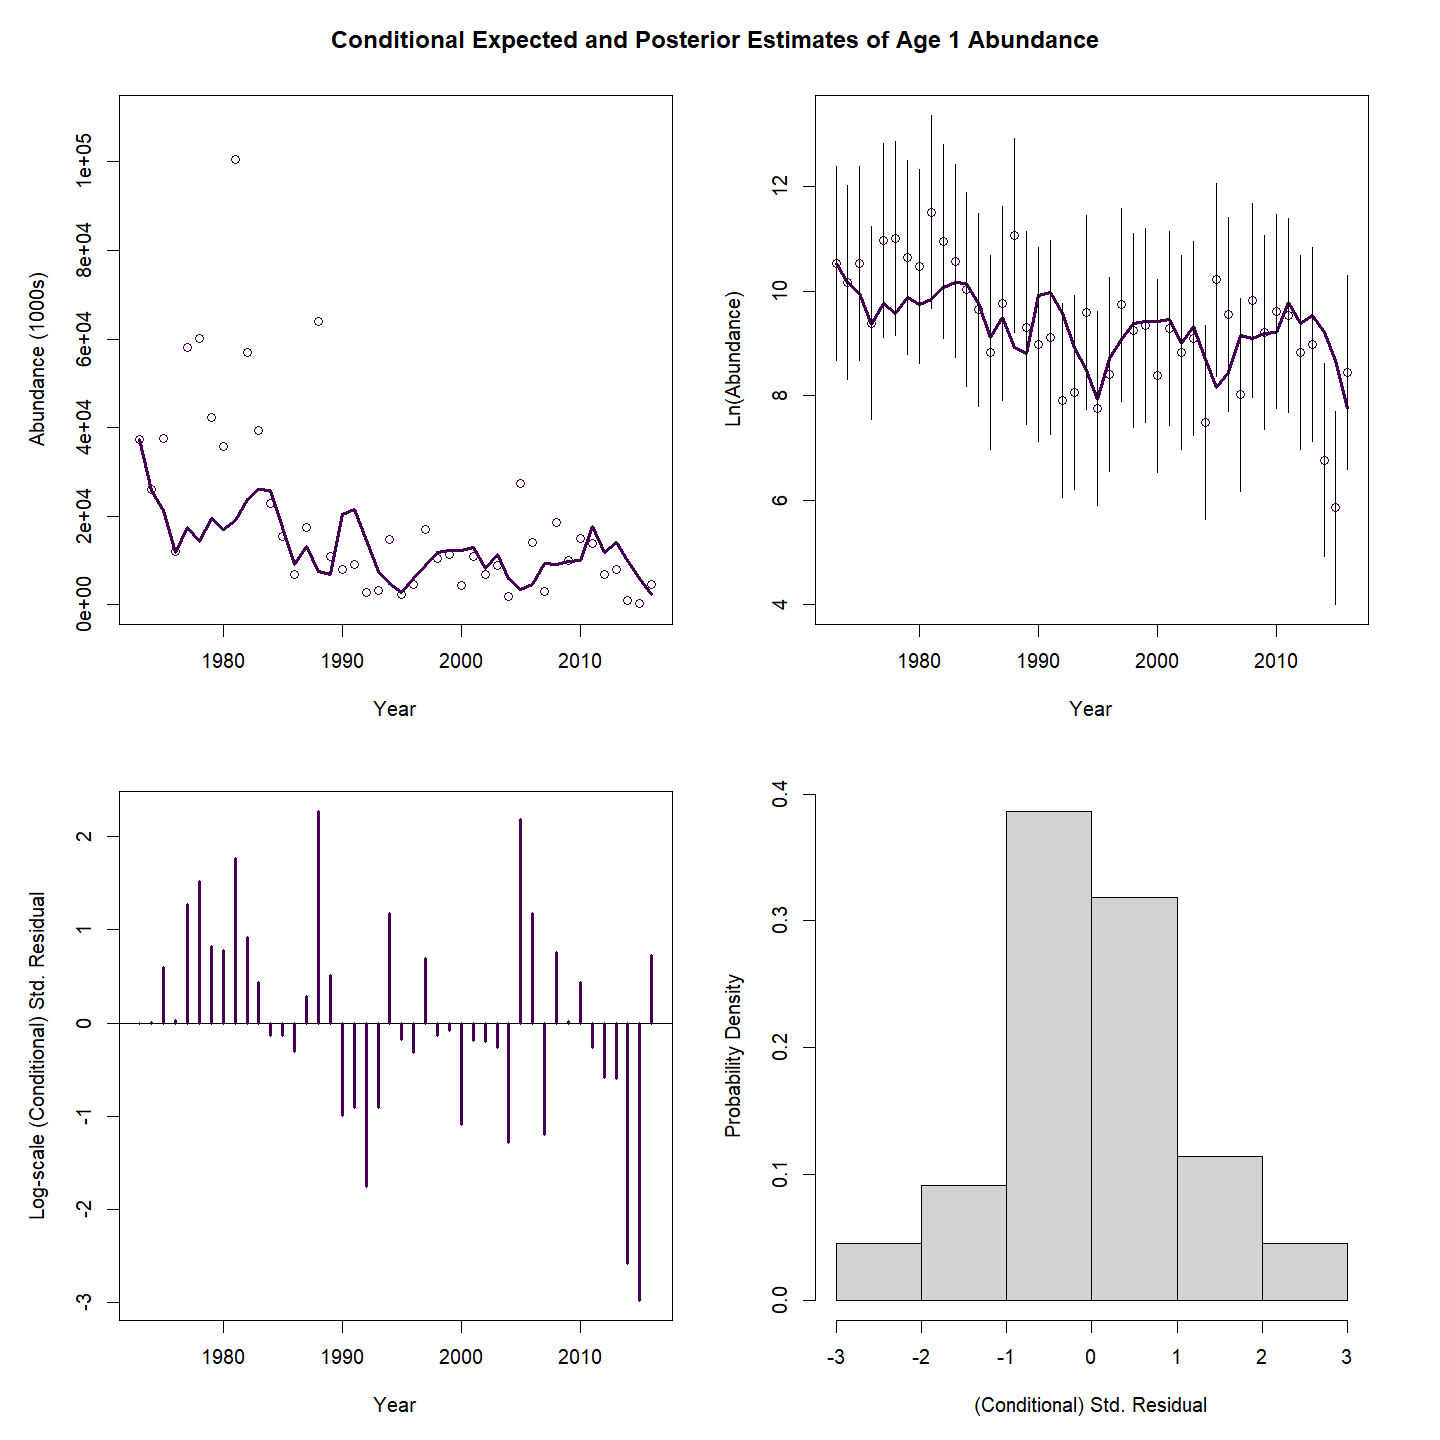 Conditional Expected and Posterior Estimates of Age 1 Abundance
Abundance (1000s)
1e+05
8e+04
6e+04
4e+04
2e+04
0e+00
1980 1990 2000 2010
Year
Ln(Abundance)
12
10
8
6
4
1980 1990 2000 2010
Year
Log-scale (Conditional) Std. Residual
2
1
0
-1
-2
-3
1980 1990 2000 2010
Year
Probability Density
0.4
0.3
0.2
0.1
0.0
-3 -2 -1 0 1 2 3
(Conditional) Std. Residual